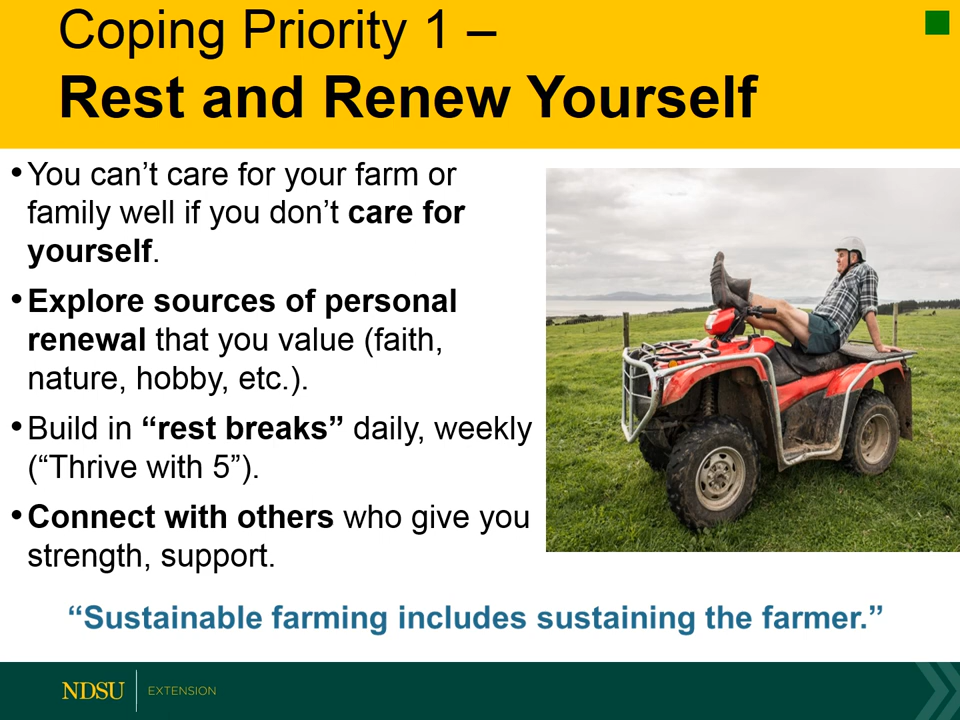 Coping Priority 1 –
Rest and Renew Yourself
• You can’t care for your farm or
family well if you don’t care for
yourself.
• Explore sources of personal
renewal that you value (faith,
nature, hobby, etc.).
• Build in “rest breaks” daily, weekly
(“Thrive with 5”).
• Connect with others who give you
strength, support.
“Sustainable farming includes sustaining the farmer.”
NDSU EXTENSION